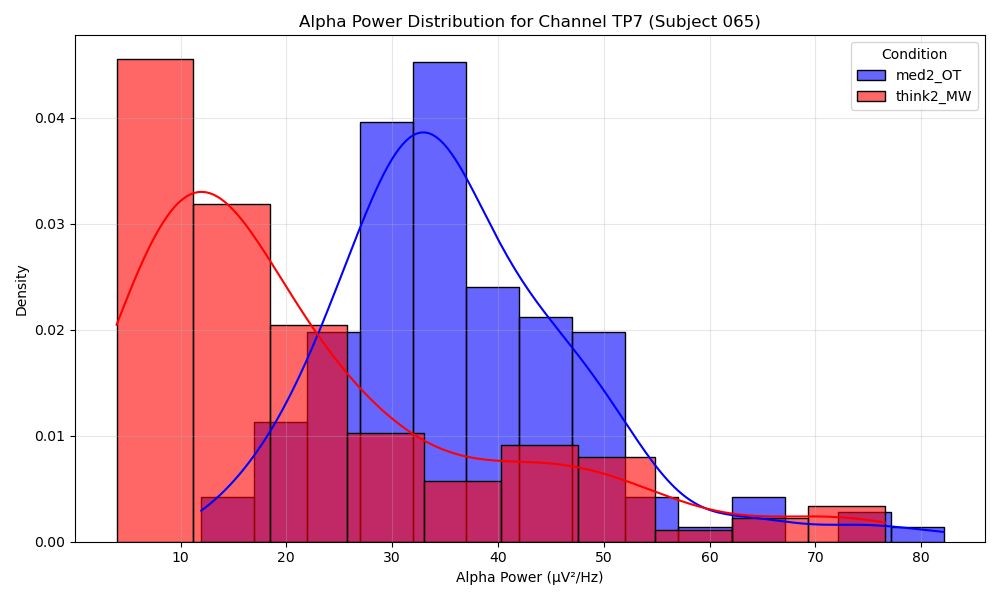 Alpha Power Distribution for Channel TP7 (Subject 065)
Condition
med2_OT
think2_MW
Density
0.04
0.03
0.02
0.01
0.00
10 20 30 40 50 60 70 80
Alpha Power (μV²/Hz)